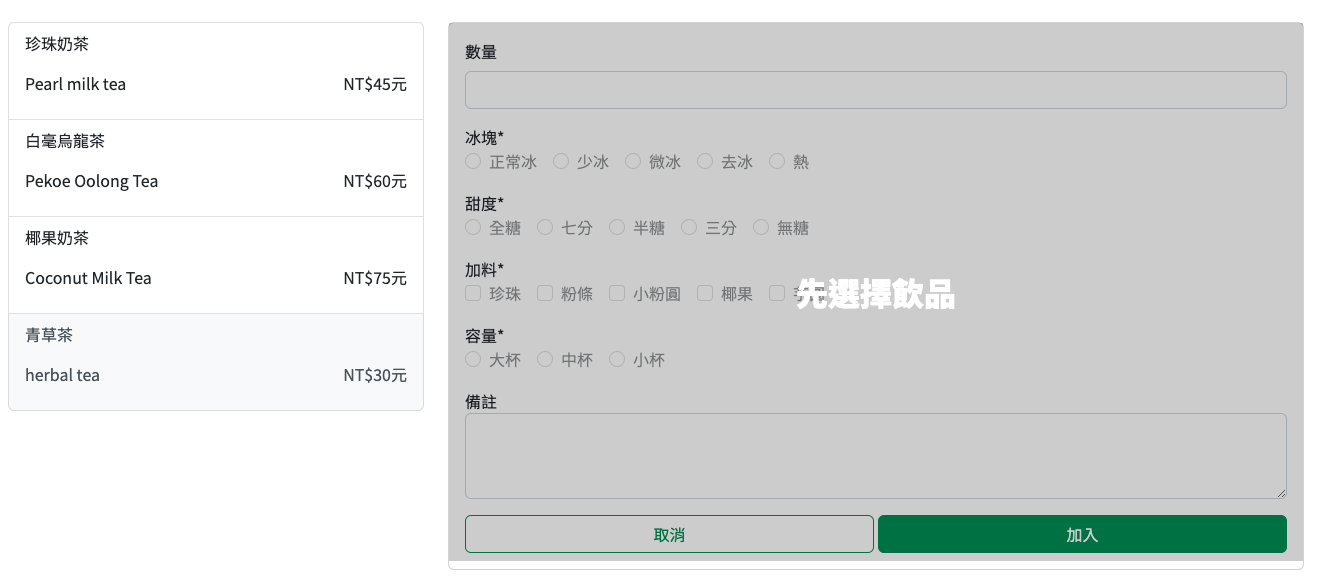 珍珠奶茶
Pearl milk tea NT$45元
白毫烏龍茶
Pekoe Oolong Tea NT$60元
椰果奶茶
Coconut Milk Tea NT$75元
青草茶
herbal tea NT$30元
數量
冰塊*
正常冰 少冰 微冰 去冰 熱
甜度*
全糖 七分 半糖 三分 無糖
加料*
珍珠 粉條 小粉圓 椰果
先選擇飲品
容量*
大杯 中杯 小杯
備註
取消 加入